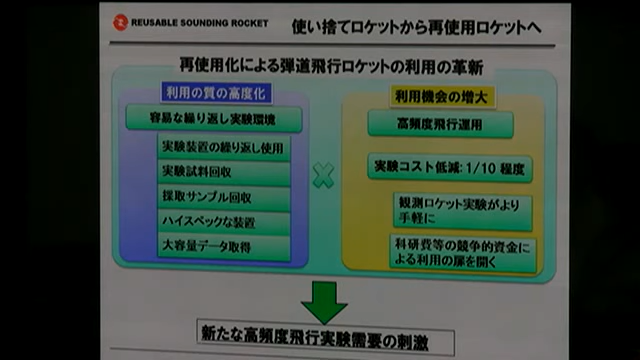 REUSABLE SOUNDING ROCKET
使い捨てロケットから再使用ロケットへ
再使用化による弾道飛行ロケットの利用の革新
利用の質の高度化
容易な繰り返し実験環境
実験装置の繰り返し使用
実験試料回収
採取サンプル回収
ハイスペックな装置
大容量データ取得
×
利用機会の増大
高頻度飛行運用
実験コスト低減:1/10 程度
観測ロケット実験がより
手軽に
科研費等の競争的資金に
よる利用の扉を開く
新たな高頻度飛行実験需要の刺激